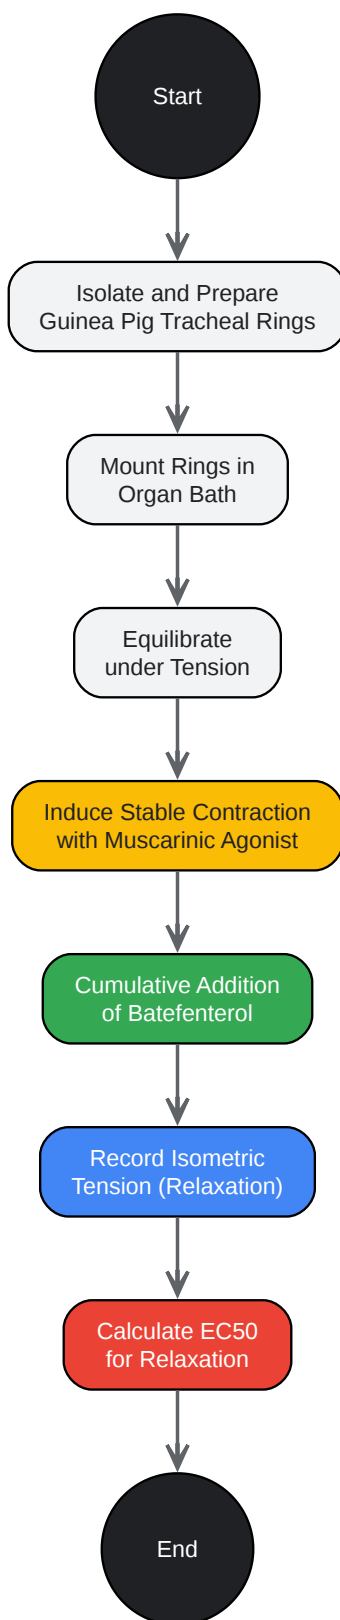 Start
Isolate and Prepare
Guinea Pig Tracheal Rings
Mount Rings in
Organ Bath
Equilibrate
under Tension
Induce Stable Contraction
with Muscarinic Agonist
Cumulative Addition
of Batefenterol
Record Isometric
Tension (Relaxation)
Calculate EC50
for Relaxation
End